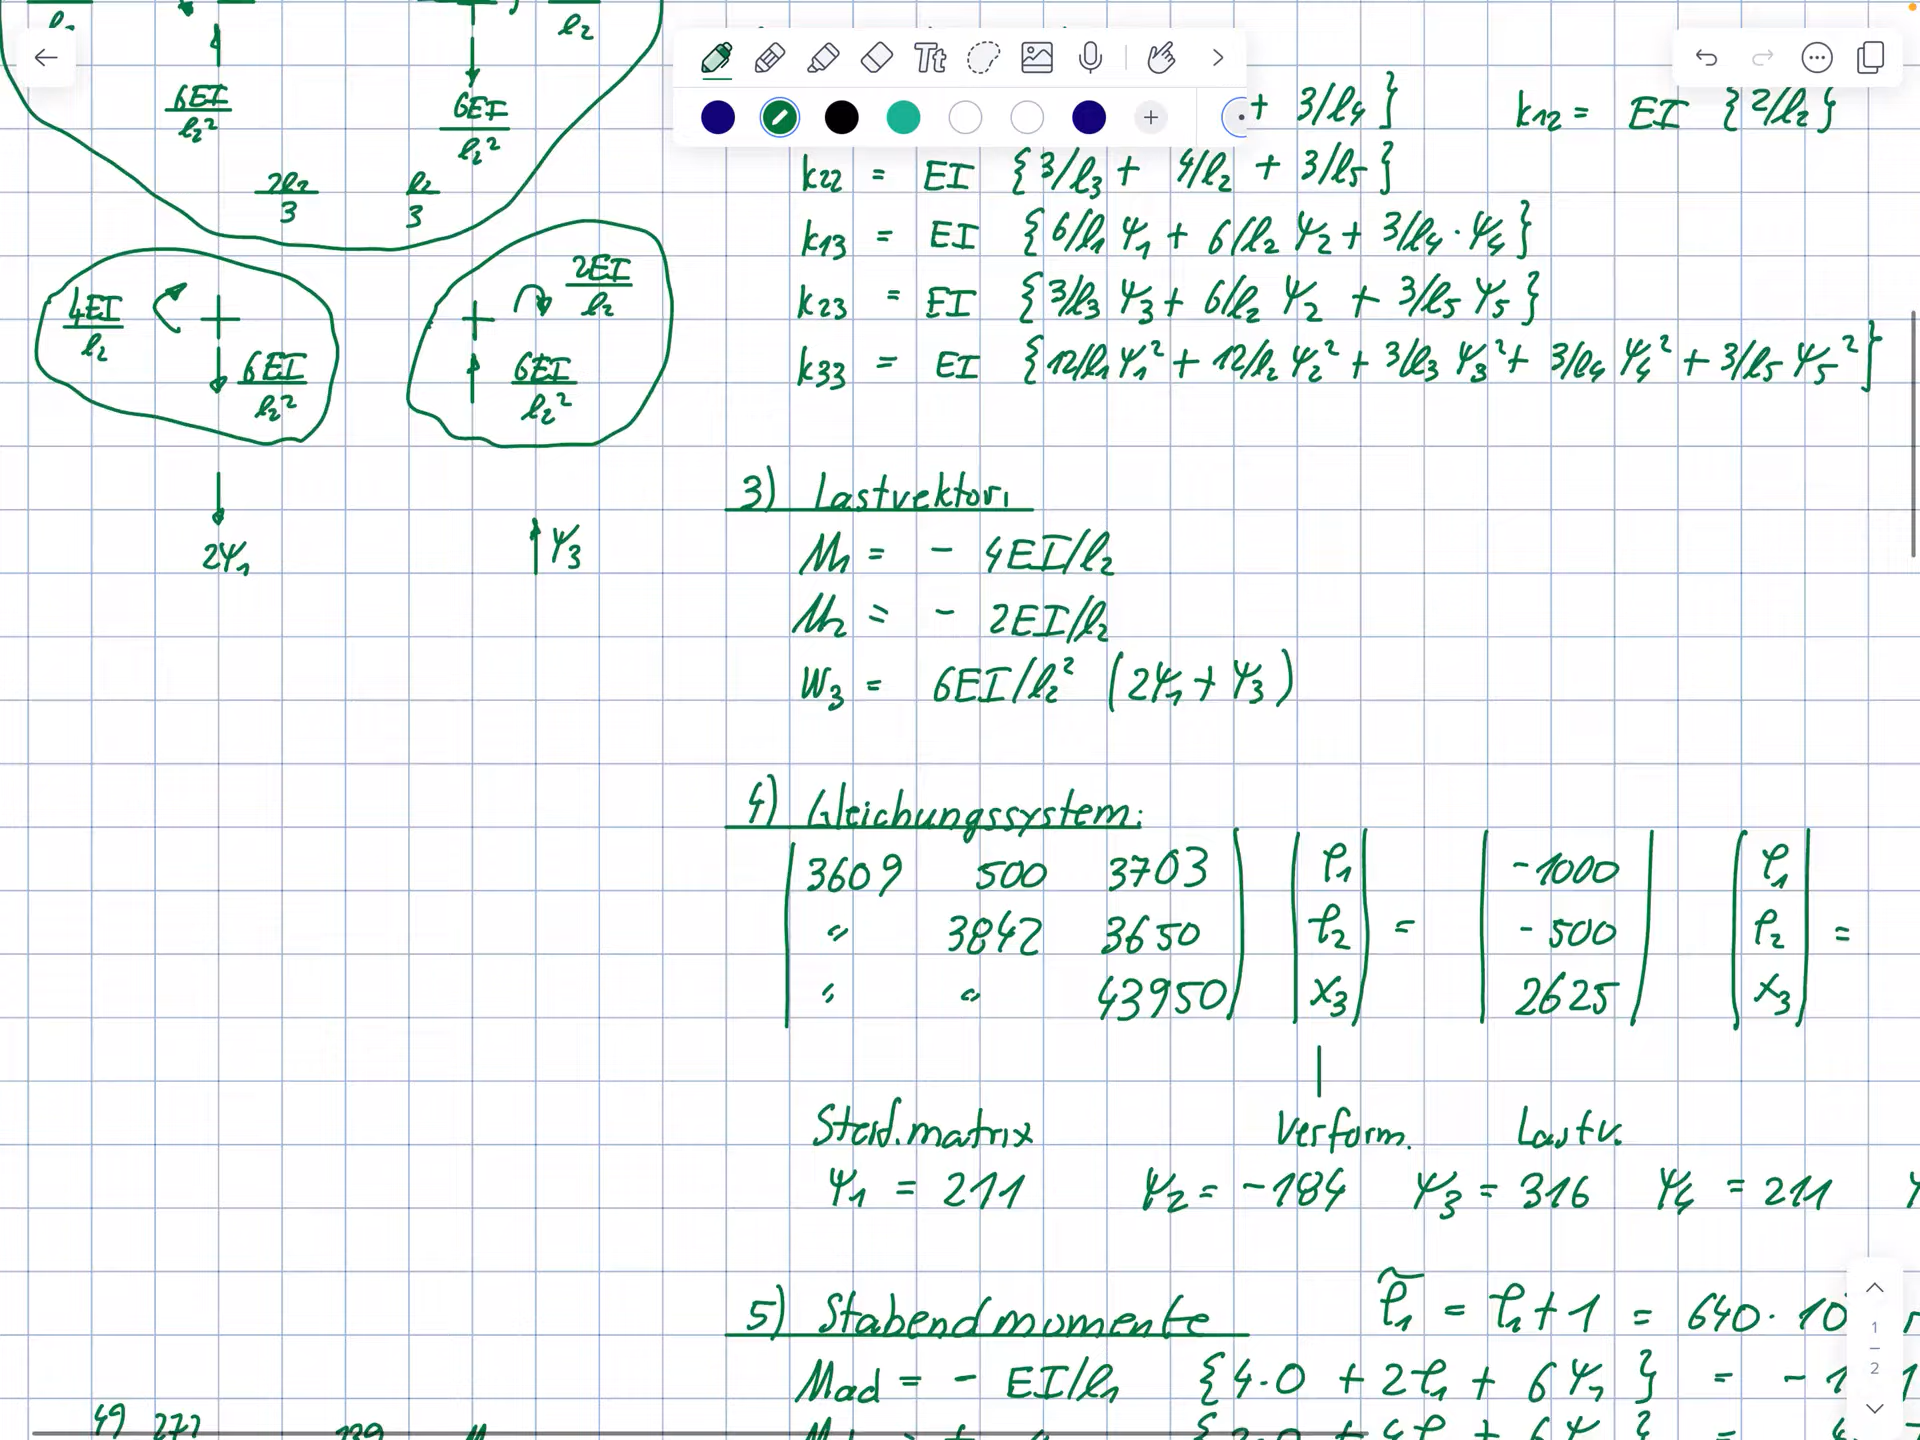 l₂
6EI/l₂²
6EI/l₂²
2l₂/3
l₂/3
4EI/l₂
6EI/l₂²
2EI/l₂
6EI/l₂²
2Ψ₁
Ψ₃
Tt
+ 3/l₄} k₁₂ = EI {2/l₂}
k₂₂ = EI {3/l₃ + 4/l₂ + 3/l₅}
k₁₃ = EI {6/l₁ Ψ₁ + 6/l₂ Ψ₂ + 3/l₄ · Ψ₄}
k₂₃ = EI {3/l₃ Ψ₃ + 6/l₂ Ψ₂ + 3/l₅ Ψ₅}
k₃₃ = EI {12/l₁ Ψ₁² + 12/l₂ Ψ₂² + 3/l₃ Ψ₃² + 3/l₄ Ψ₄² + 3/l₅ Ψ₅²}
3) Lastvektor:
M₁ = - 4EI/l₂
M₂ = - 2EI/l₂
W₃ = 6EI/l₂² (2Ψ₁ + Ψ₃)
4) Gleichungssystem:
3609 500 3703 φ₁ -1000 φ₁
" 3842 3650 φ₂ = -500 φ₂ =
" " 43950 x₃ 2625 x₃
Steif.matrix Verform. Lastv.
Ψ₁ = 211 Ψ₂ = -184 Ψ₃ = 316 Ψ₄ = 211
5) Stabendmomente φ̃₁ = φ₁ + 1 = 640 · 10
Mad = - EI/l₁ {4·0 + 2φ₁ + 6Ψ₁} = - 1
49 277
1
2